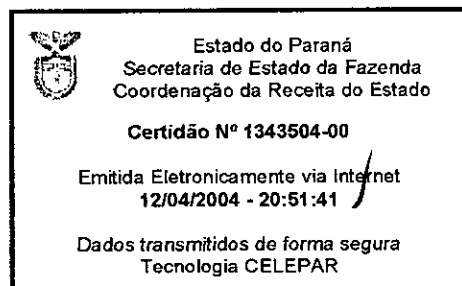 Estado do Paraná
Secretaria de Estado da Fazenda
Coordenação da Receita do Estado
Certidão Nº 1343504-00
Emitida Eletronicamente via Internet
12/04/2004 - 20:51:41
Dados transmitidos de forma segura
Tecnologia CELEPAR